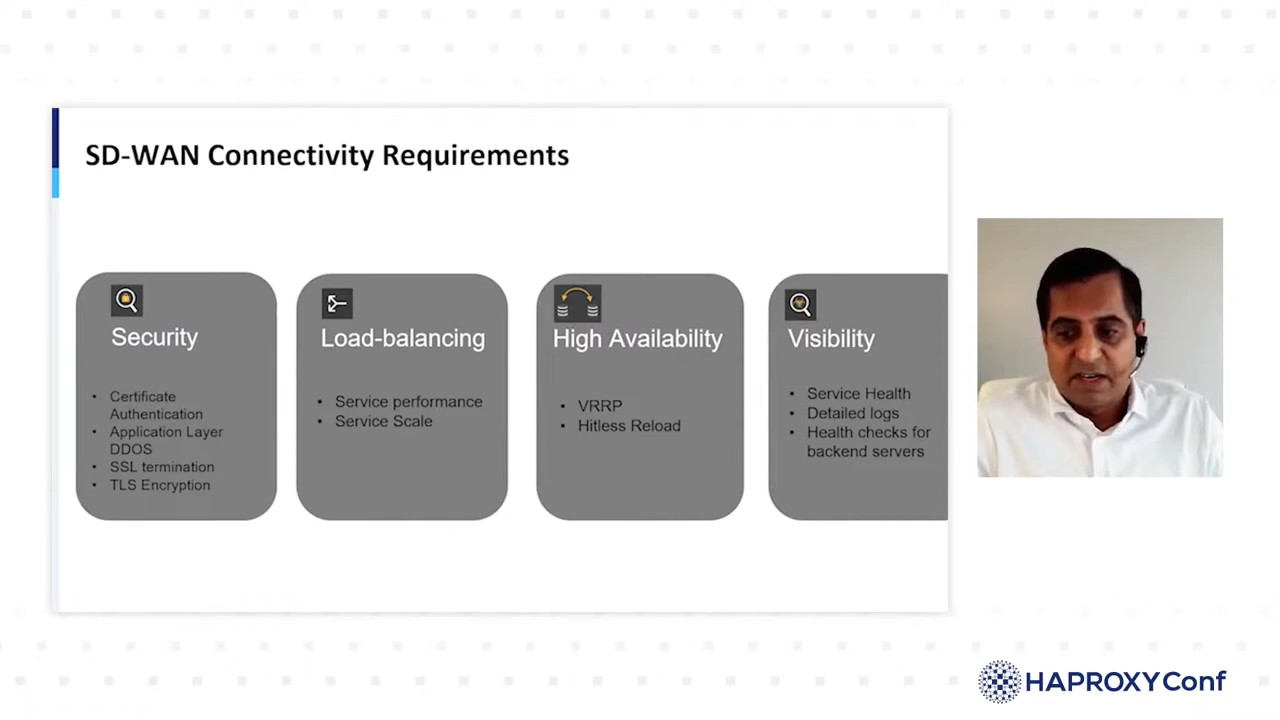 SD-WAN Connectivity Requirements
Security
• Certificate
Authentication
• Application Layer
DDOS
• SSL termination
• TLS Encryption
Load-balancing
• Service performance
• Service Scale
High Availability
• VRRP
• Hitless Reload
Visibility
• Service Health
• Detailed logs
• Health checks for
backend servers
HAPROXYConf